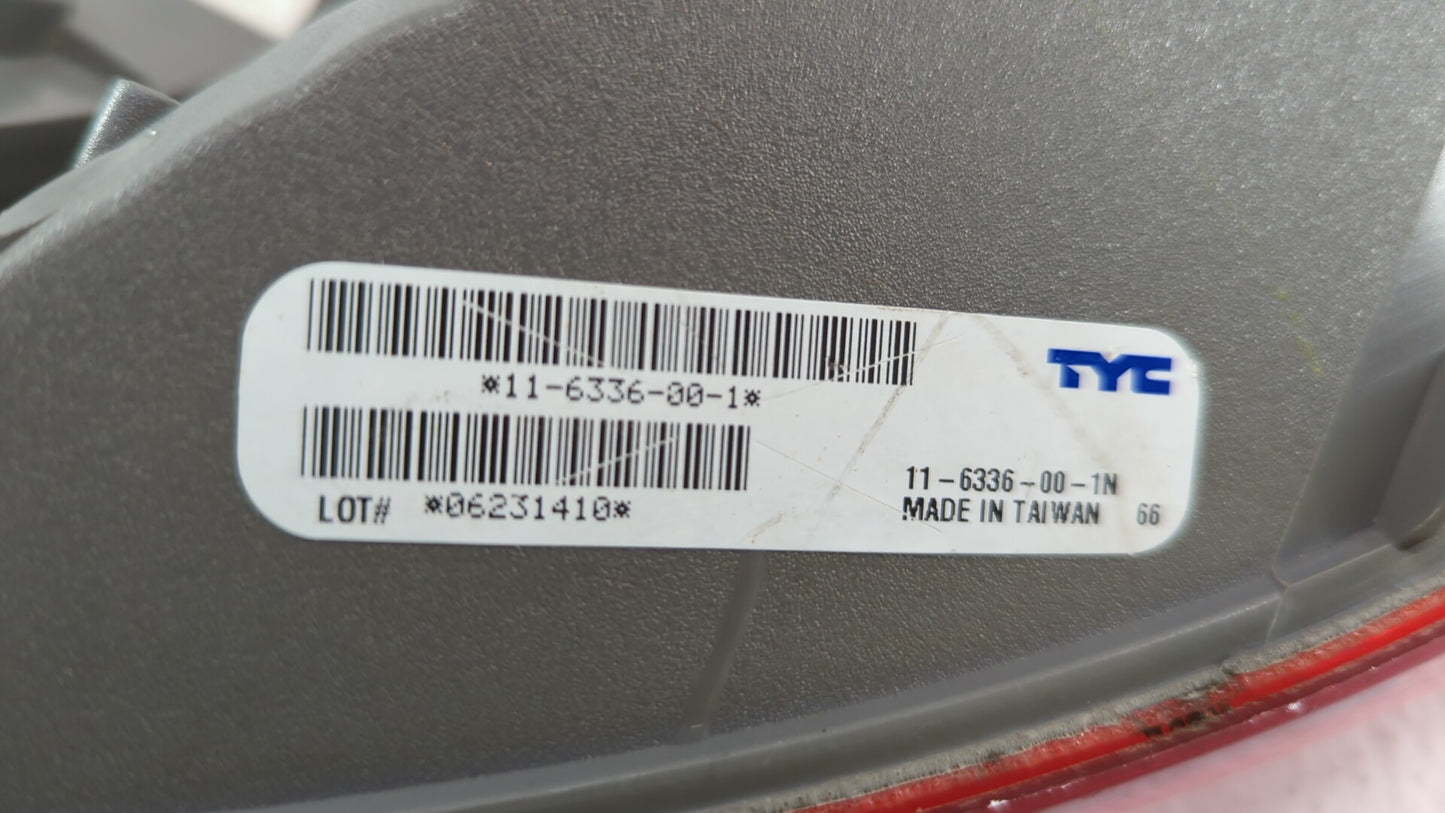 *11-6336-00-1*
TYC
LOT# *06231410*
11-6336-00-1N
MADE IN TAIWAN 66